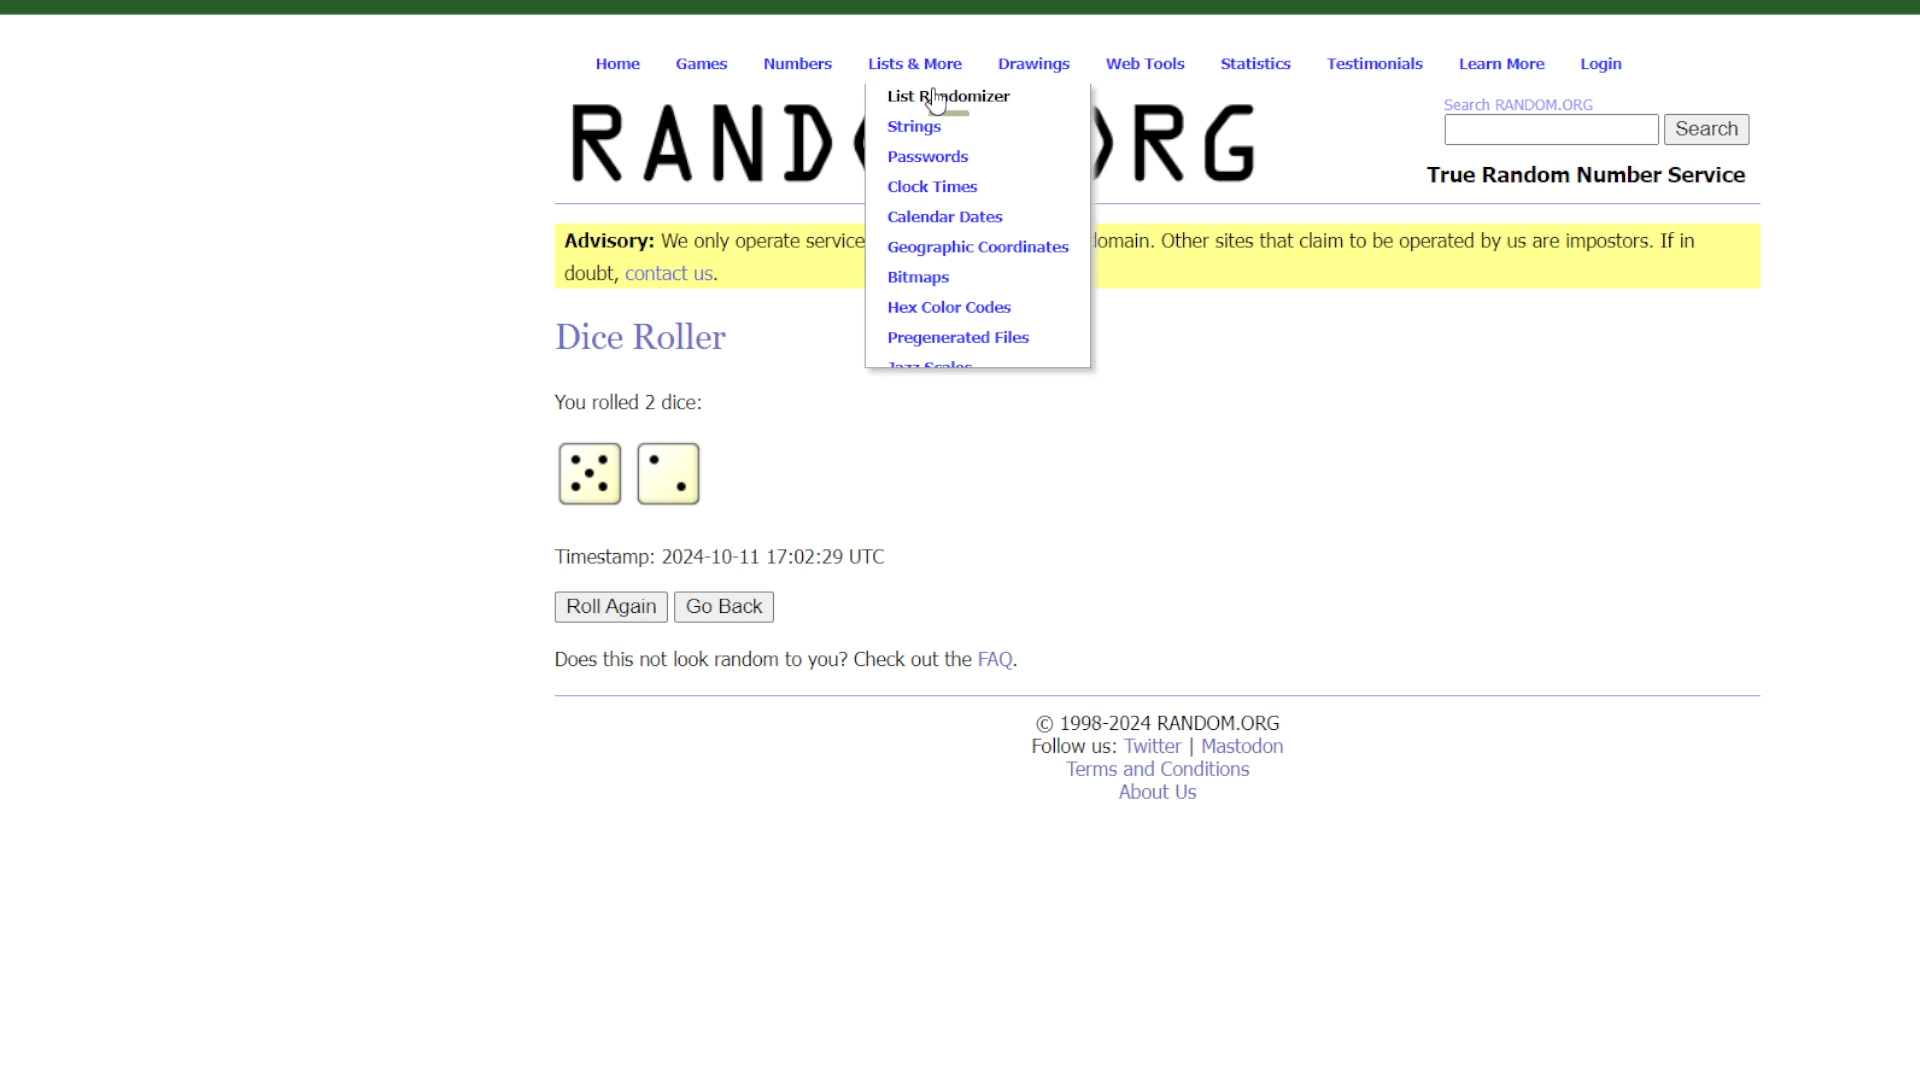 Home Games Numbers Lists & More Drawings Web Tools Statistics Testimonials Learn More Login
List Randomizer
Strings
Passwords
Clock Times
Calendar Dates
Geographic Coordinates
Bitmaps
Hex Color Codes
Pregenerated Files
Jazz Scales
RAND RG
Search RANDOM.ORG
Search
True Random Number Service
Advisory: We only operate service domain. Other sites that claim to be operated by us are impostors. If in
doubt, contact us.
Dice Roller
You rolled 2 dice:
Timestamp: 2024-10-11 17:02:29 UTC
Roll Again Go Back
Does this not look random to you? Check out the FAQ.
© 1998-2024 RANDOM.ORG
Follow us: Twitter | Mastodon
Terms and Conditions
About Us